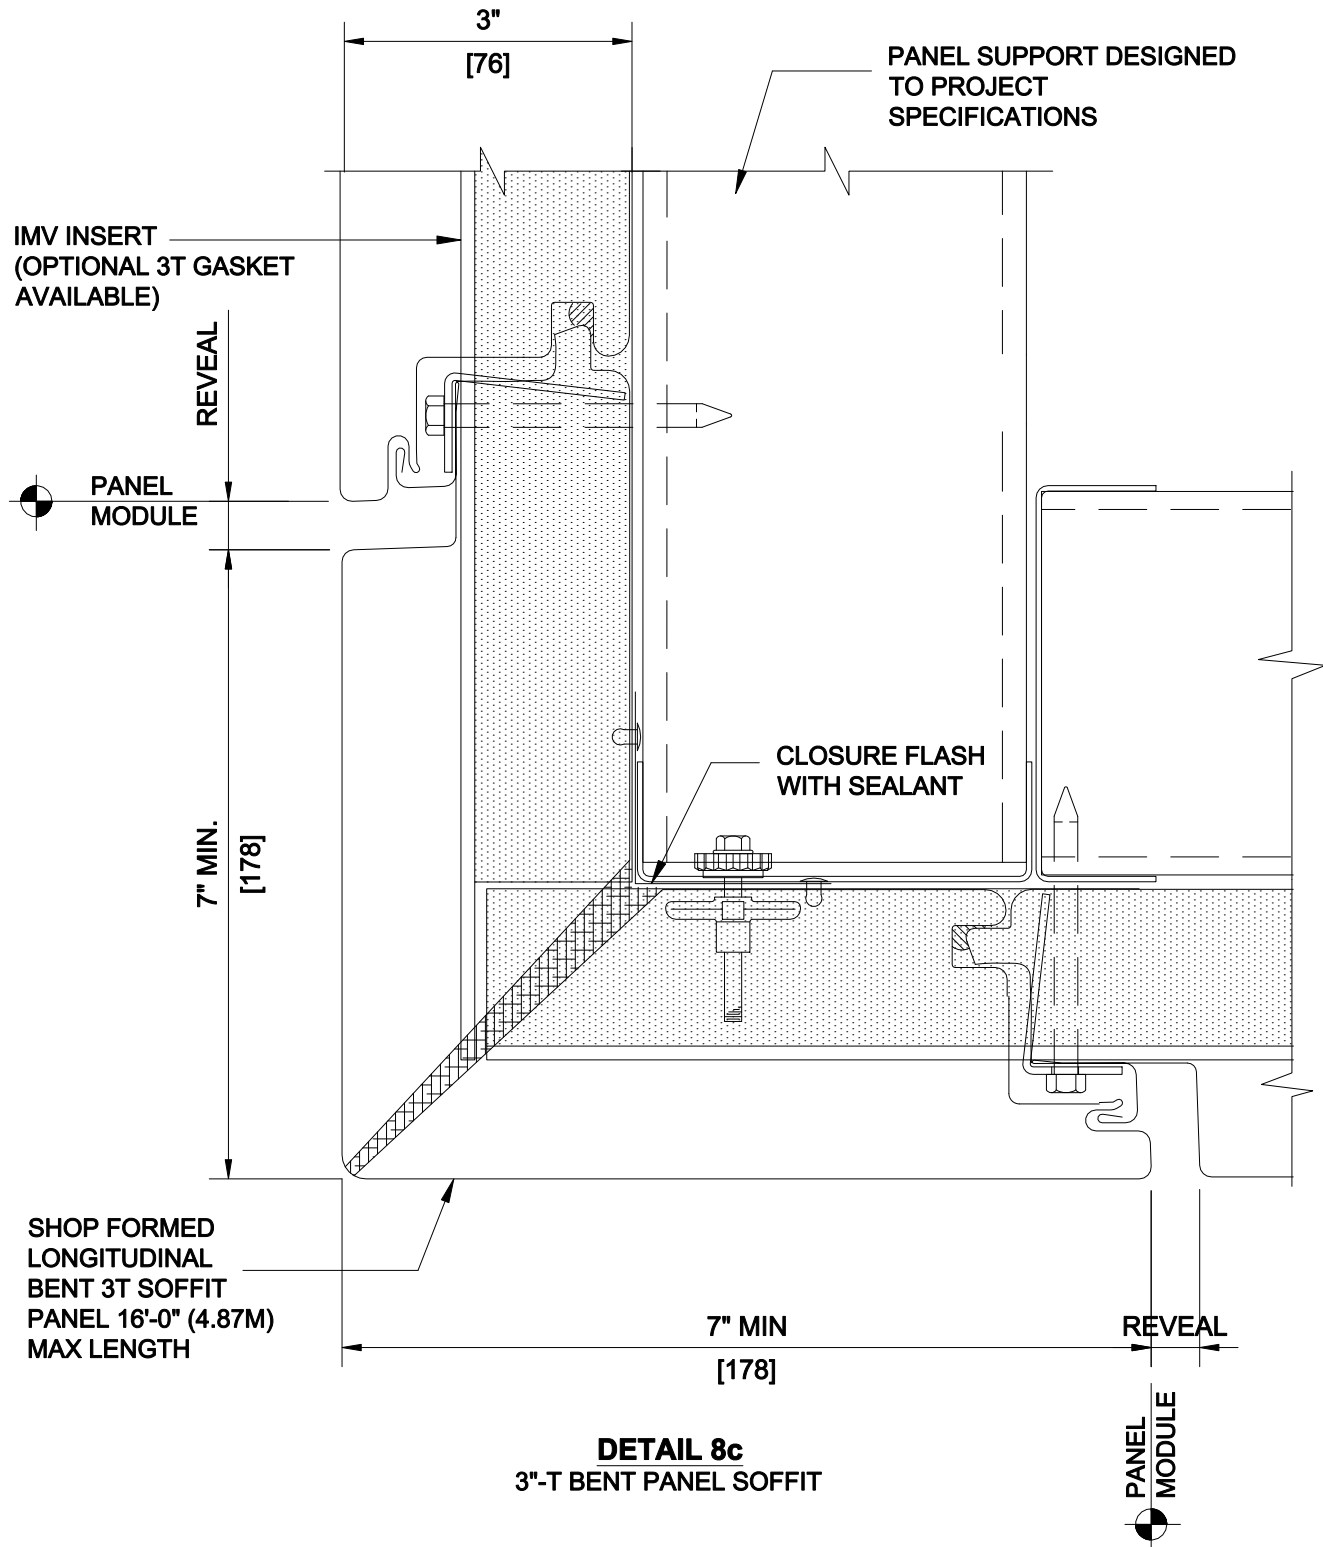 3"
[76]
PANEL SUPPORT DESIGNED
TO PROJECT
SPECIFICATIONS
IMV INSERT
(OPTIONAL 3T GASKET
AVAILABLE)
REVEAL
PANEL
MODULE
7" MIN.
[178]
CLOSURE FLASH
WITH SEALANT
SHOP FORMED
LONGITUDINAL
BENT 3T SOFFIT
PANEL 16'-0" (4.87M)
MAX LENGTH
7" MIN
[178]
REVEAL
PANEL
MODULE
DETAIL 8c
3"-T BENT PANEL SOFFIT